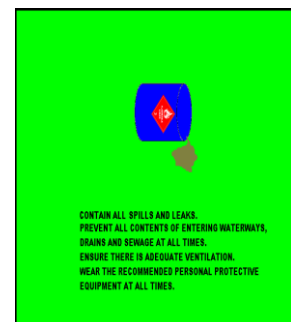 CONTAIN ALL SPILLS AND LEAKS.
PREVENT ALL CONTENTS OF ENTERING WATERWAYS,
DRAINS AND SEWAGE AT ALL TIMES.
ENSURE THERE IS ADEQUATE VENTILATION.
WEAR THE RECOMMENDED PERSONAL PROTECTIVE
EQUIPMENT AT ALL TIMES.